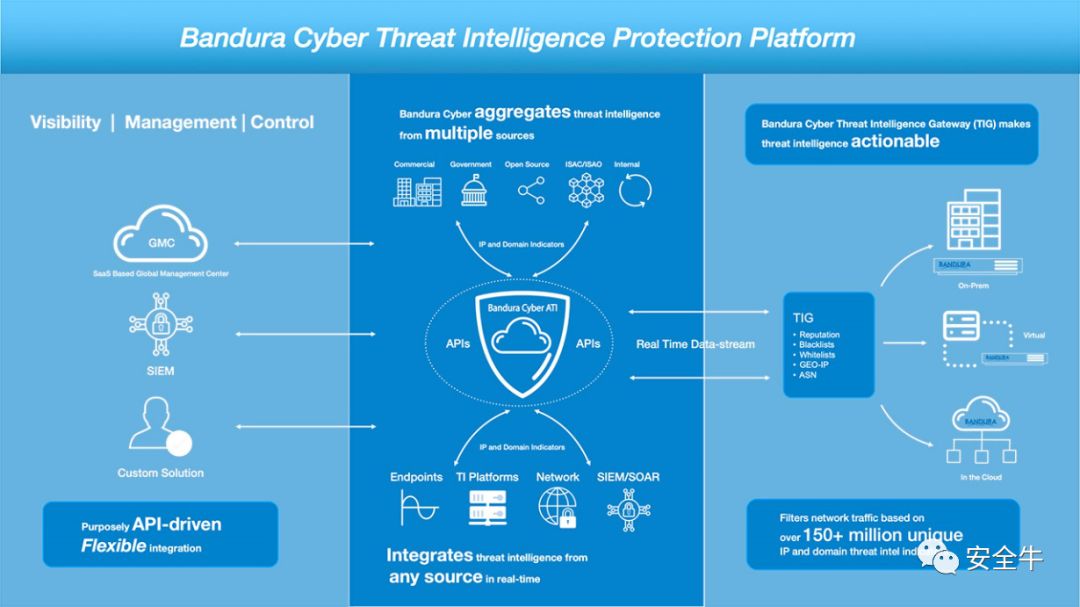 Bandura Cyber Threat Intelligence Protection Platform
Visibility | Management | Control
GMC
SaaS Based Global Management Center
SIEM
Custom Solution
Purposely API-driven
Flexible Integration
Bandura Cyber aggregates threat intelligence
from multiple sources
Commercial Government Open Source ISAC/ISAO Internal
IP and Domain Indicators
Bandura Cyber ATI
APIs APIs
IP and Domain Indicators
Endpoints TI Platforms Network SIEM/SOAR
Integrates threat intelligence from
any source in real-time
Real Time Data-stream
Bandura Cyber Threat Intelligence Gateway (TIG) makes
threat intelligence actionable
TIG
• Reputation
• Blacklists
• Whitelists
• GEO-IP
• ASN
BANDURA
On-Prem
Virtual
BANDURA
BANDURA
In the Cloud
Filters network traffic based on
over 150+ million unique
IP and domain threat intel
安全牛